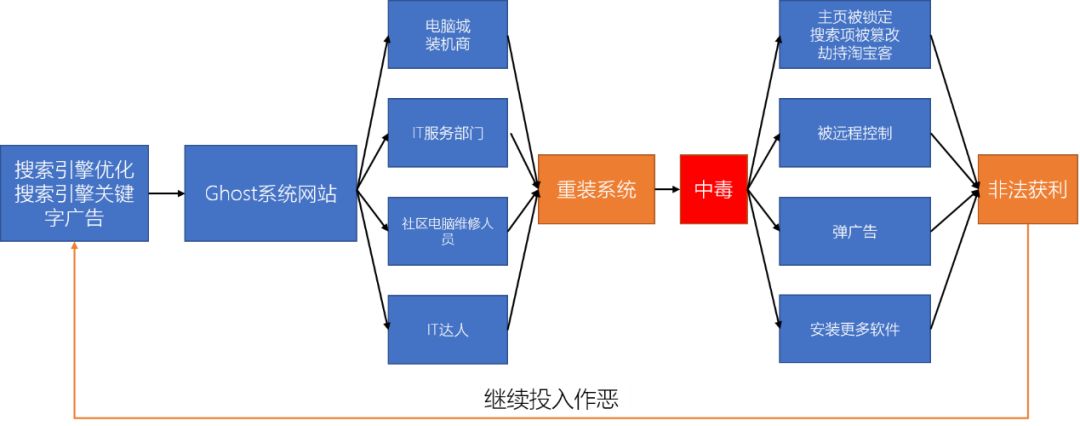 搜索引擎优化
搜索引擎关键
字广告
Ghost系统网站
电脑城
装机商
IT服务部门
社区电脑维修人
员
IT达人
重装系统
中毒
主页被锁定
搜索项被篡改
劫持淘宝客
被远程控制
弹广告
安装更多软件
非法获利
继续投入作恶